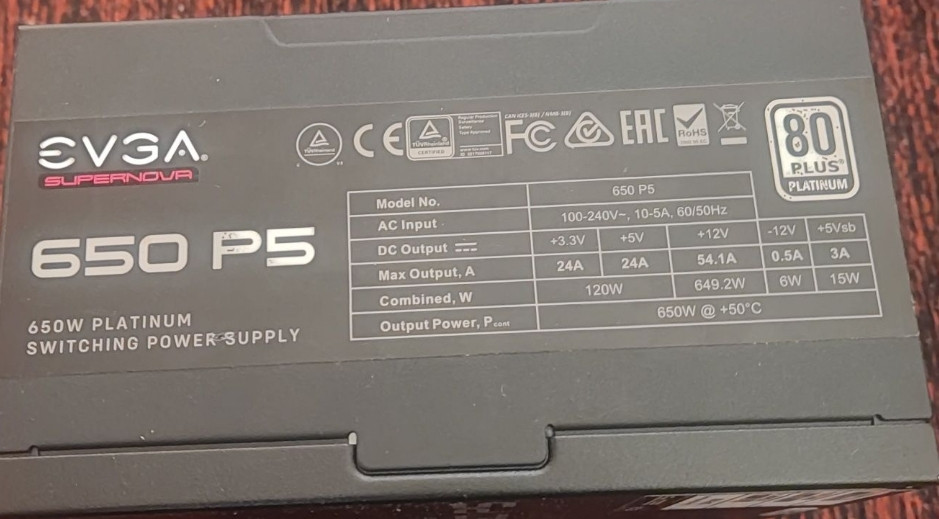 EVGA
SUPERNOVA
650 P5
650W PLATINUM
SWITCHING POWER SUPPLY
TÜVRheinland
CERTIFIED
CE
FC
EAC
RoHS
80
PLUS
PLATINUM
Model No. 650 P5
AC Input 100-240V~, 10-5A, 60/50Hz
DC Output +3.3V +5V +12V -12V +5Vsb
Max Output, A 24A 24A 54.1A 0.5A 3A
Combined, W 120W 649.2W 6W 15W
Output Power, Pcont 650W @ +50°C